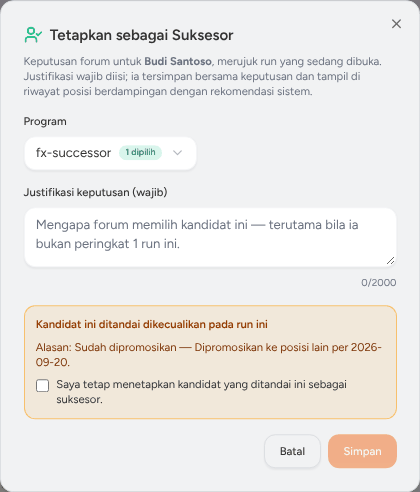 Tetapkan sebagai Suksesor
Keputusan forum untuk Budi Santoso, merujuk run yang sedang dibuka.
Justifikasi wajib diisi; ia tersimpan bersama keputusan dan tampil di
riwayat posisi berdampingan dengan rekomendasi sistem.
Program
fx-successor 1 dipilih
Justifikasi keputusan (wajib)
Mengapa forum memilih kandidat ini — terutama bila ia
bukan peringkat 1 run ini.
0/2000
Kandidat ini ditandai dikecualikan pada run ini
Alasan: Sudah dipromosikan — Dipromosikan ke posisi lain per 2026-
09-20.
Saya tetap menetapkan kandidat yang ditandai ini sebagai
suksesor.
Batal
Simpan